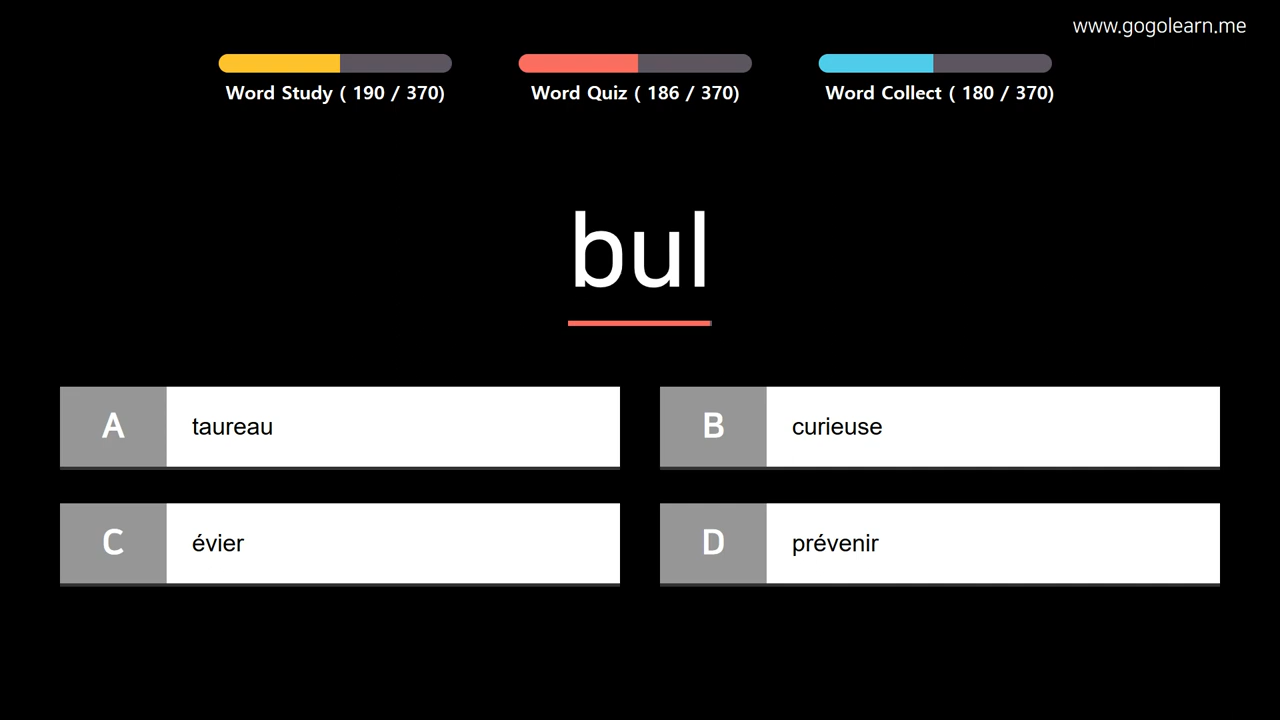 www.gogolearn.me
Word Study ( 190 / 370)
Word Quiz ( 186 / 370)
Word Collect ( 180 / 370)
bul
A taureau
B curieuse
C évier
D prévenir